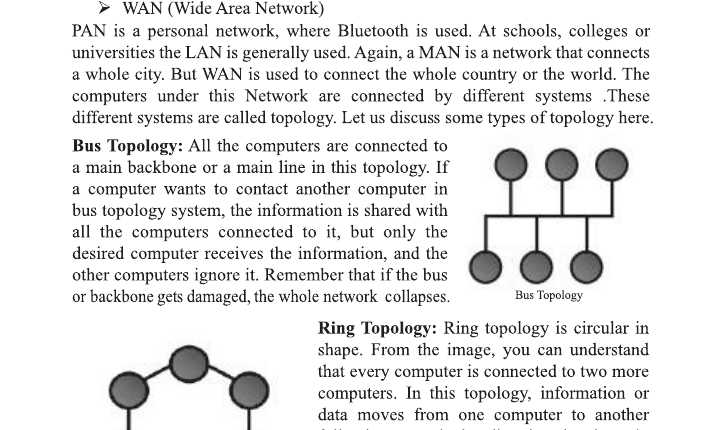 ➢ WAN (Wide Area Network)
PAN is a personal network, where Bluetooth is used. At schools, colleges or
universities the LAN is generally used. Again, a MAN is a network that connects
a whole city. But WAN is used to connect the whole country or the world. The
computers under this Network are connected by different systems .These
different systems are called topology. Let us discuss some types of topology here.
Bus Topology: All the computers are connected to
a main backbone or a main line in this topology. If
a computer wants to contact another computer in
bus topology system, the information is shared with
all the computers connected to it, but only the
desired computer receives the information, and the
other computers ignore it. Remember that if the bus
or backbone gets damaged, the whole network collapses.
Bus Topology
Ring Topology: Ring topology is circular in
shape. From the image, you can understand
that every computer is connected to two more
computers. In this topology, information or
data moves from one computer to another